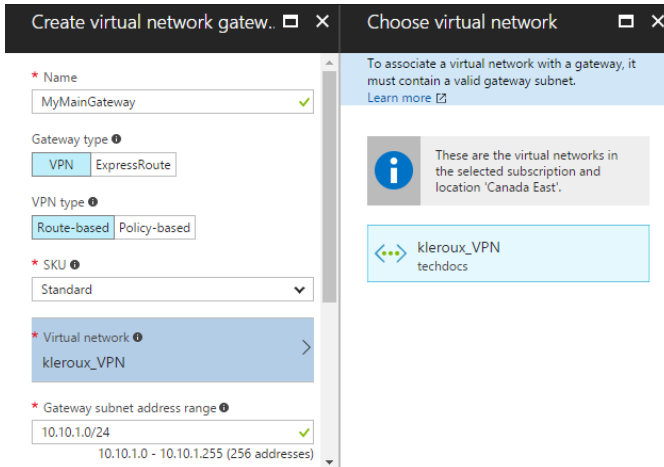 Create virtual network gatew..
* Name
MyMainGateway
Gateway type
VPN ExpressRoute
VPN type
Route-based Policy-based
* SKU
Standard
* Virtual network
kleroux_VPN
* Gateway subnet address range
10.10.1.0/24
10.10.1.0 - 10.10.1.255 (256 addresses)
Choose virtual network
To associate a virtual network with a gateway, it
must contain a valid gateway subnet.
Learn more
These are the virtual networks in
the selected subscription and
location 'Canada East'.
kleroux_VPN
techdocs